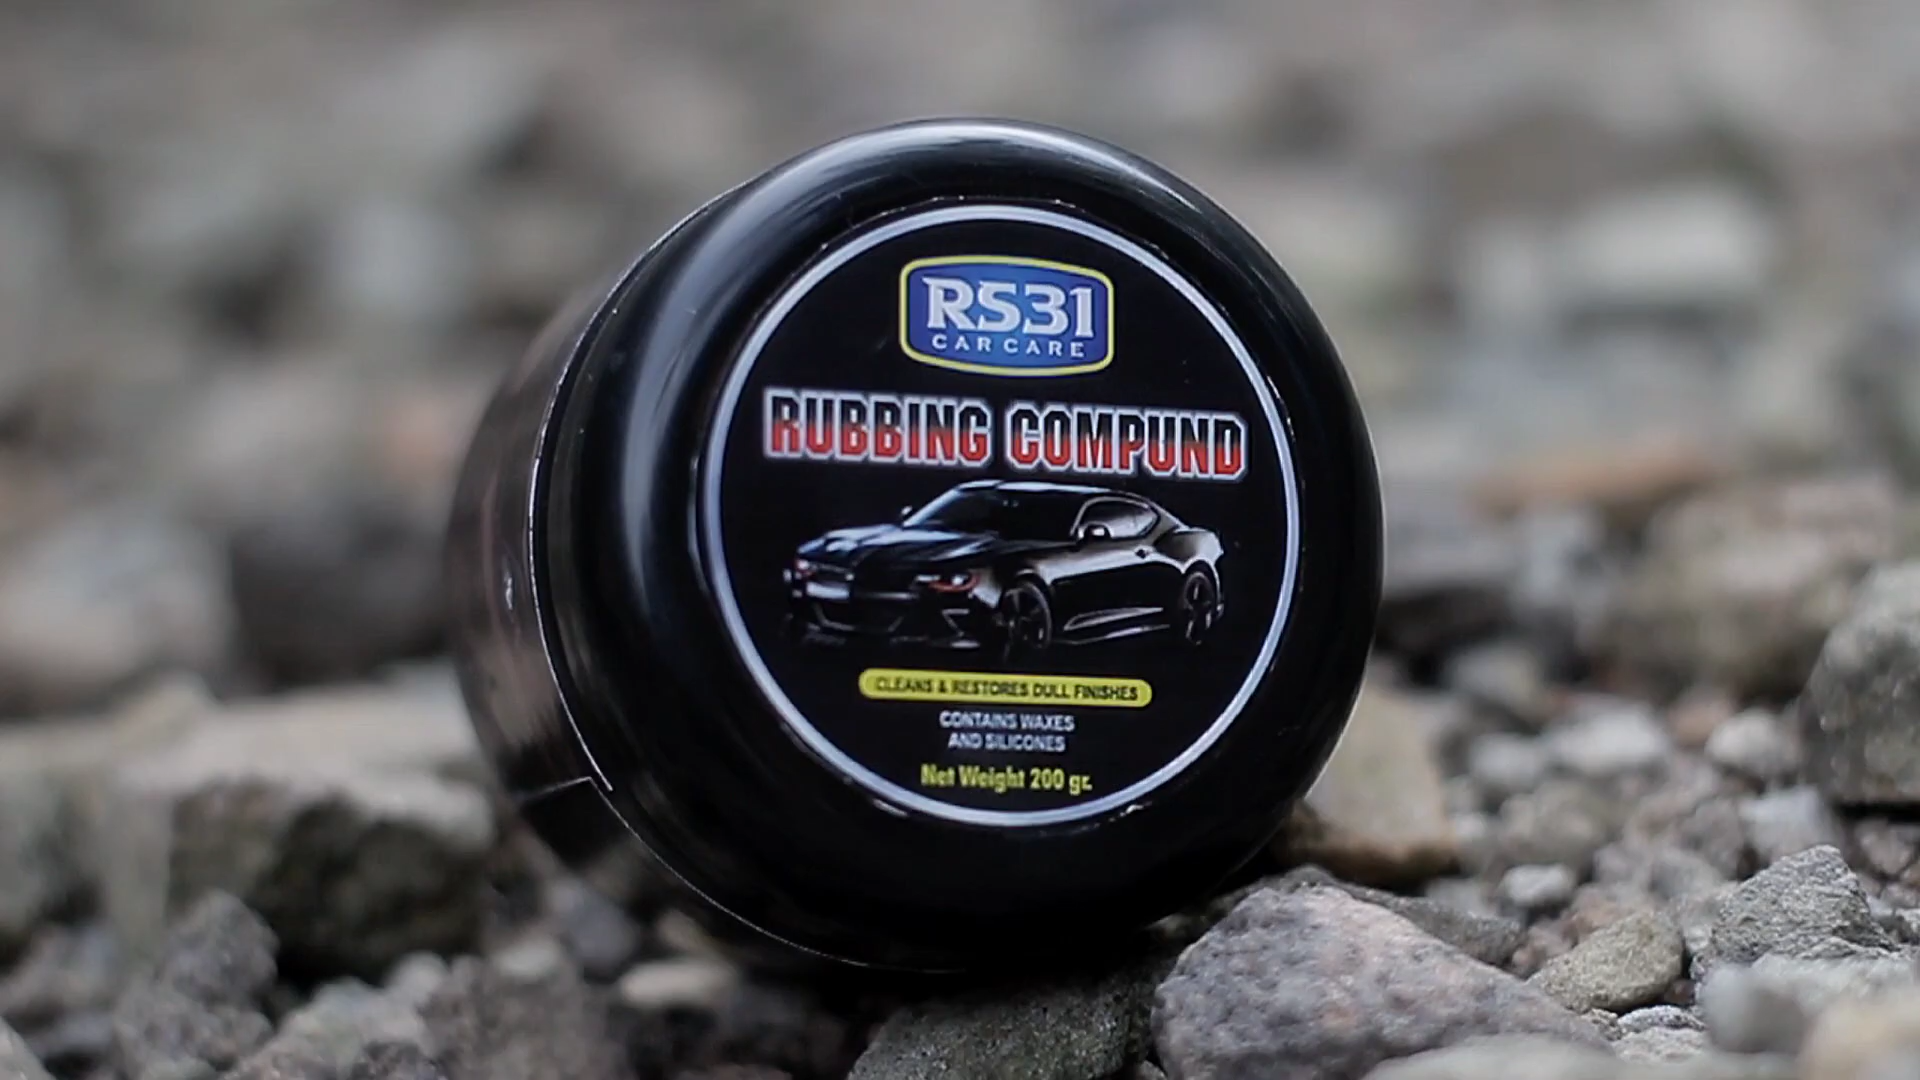 RS31
CAR CARE
RUBBING COMPUND
CLEANS & RESTORES DULL FINISHES
CONTAINS WAXES
AND SILICONES
Net Weight 200 gr.